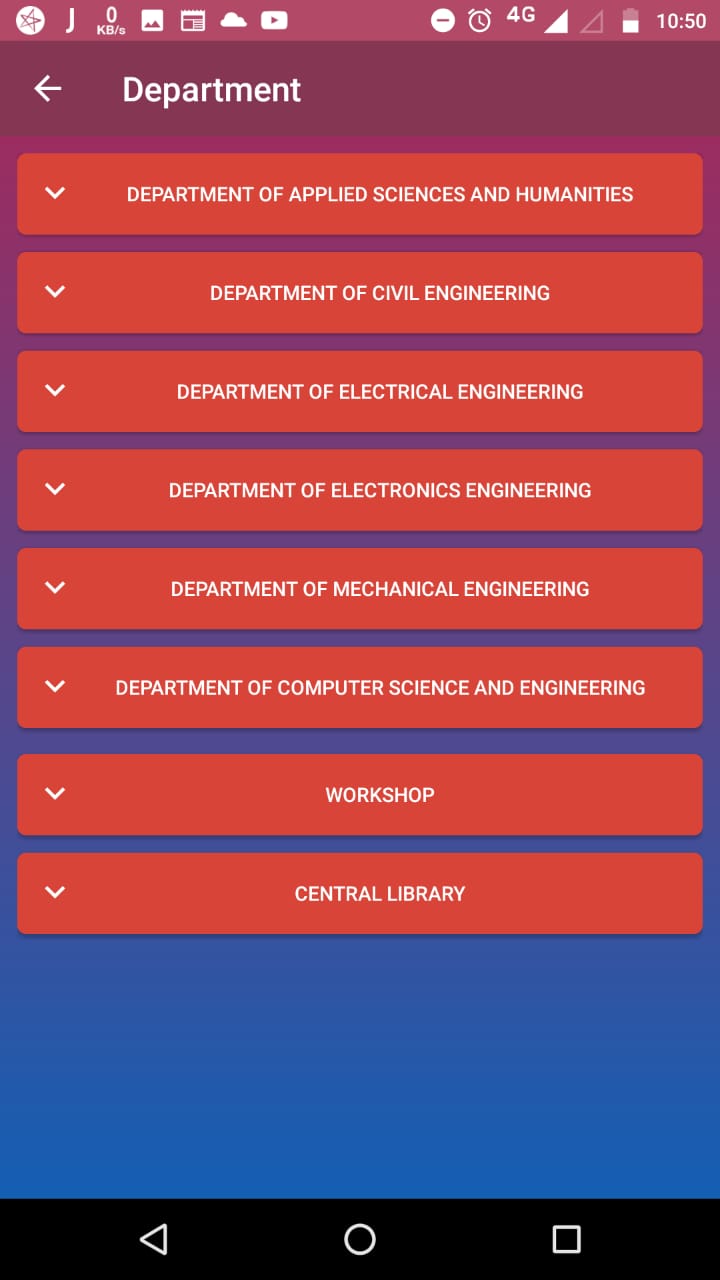 J
0
KB/s
4G
10:50
Department
DEPARTMENT OF APPLIED SCIENCES AND HUMANITIES
DEPARTMENT OF CIVIL ENGINEERING
DEPARTMENT OF ELECTRICAL ENGINEERING
DEPARTMENT OF ELECTRONICS ENGINEERING
DEPARTMENT OF MECHANICAL ENGINEERING
DEPARTMENT OF COMPUTER SCIENCE AND ENGINEERING
WORKSHOP
CENTRAL LIBRARY